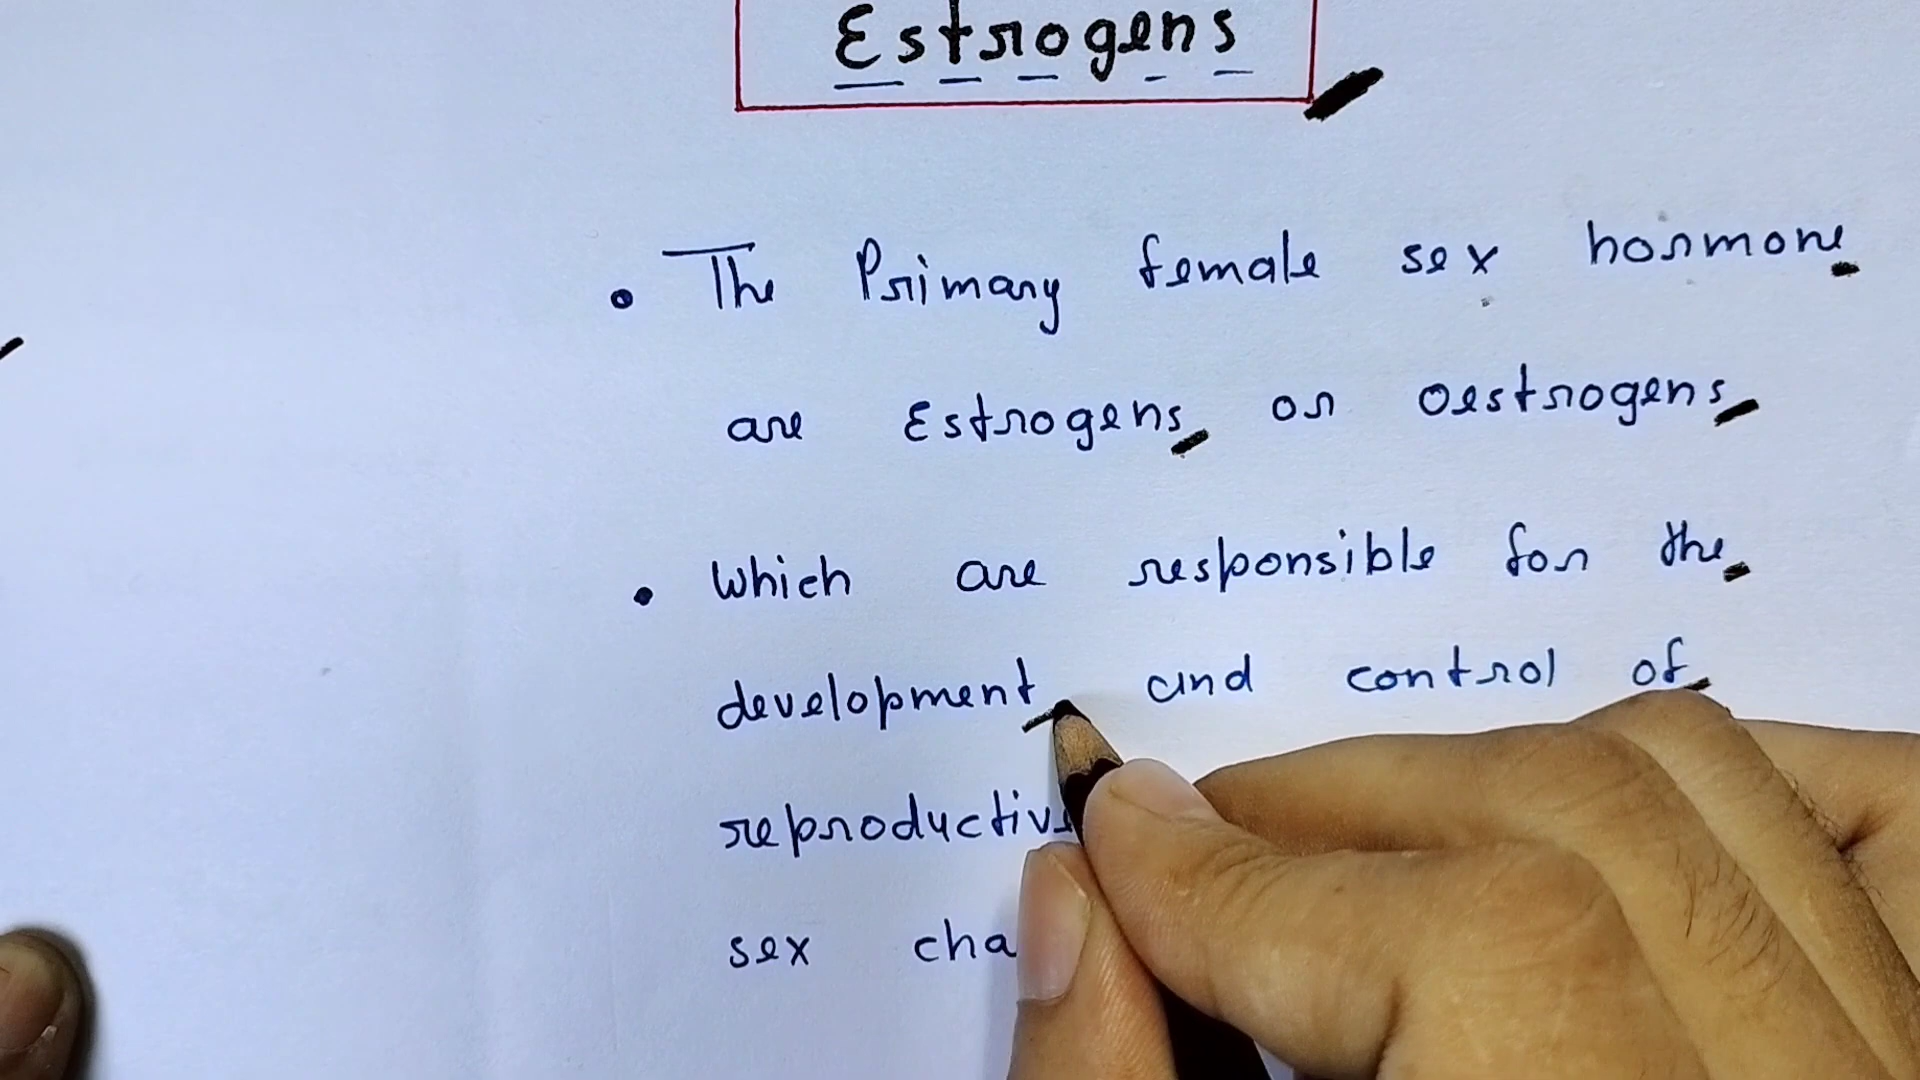 Estrogens
• The Primary female sex hormone
are Estrogens or Oestrogens
• Which are responsible for the
development and control of
reproductive
sex cha